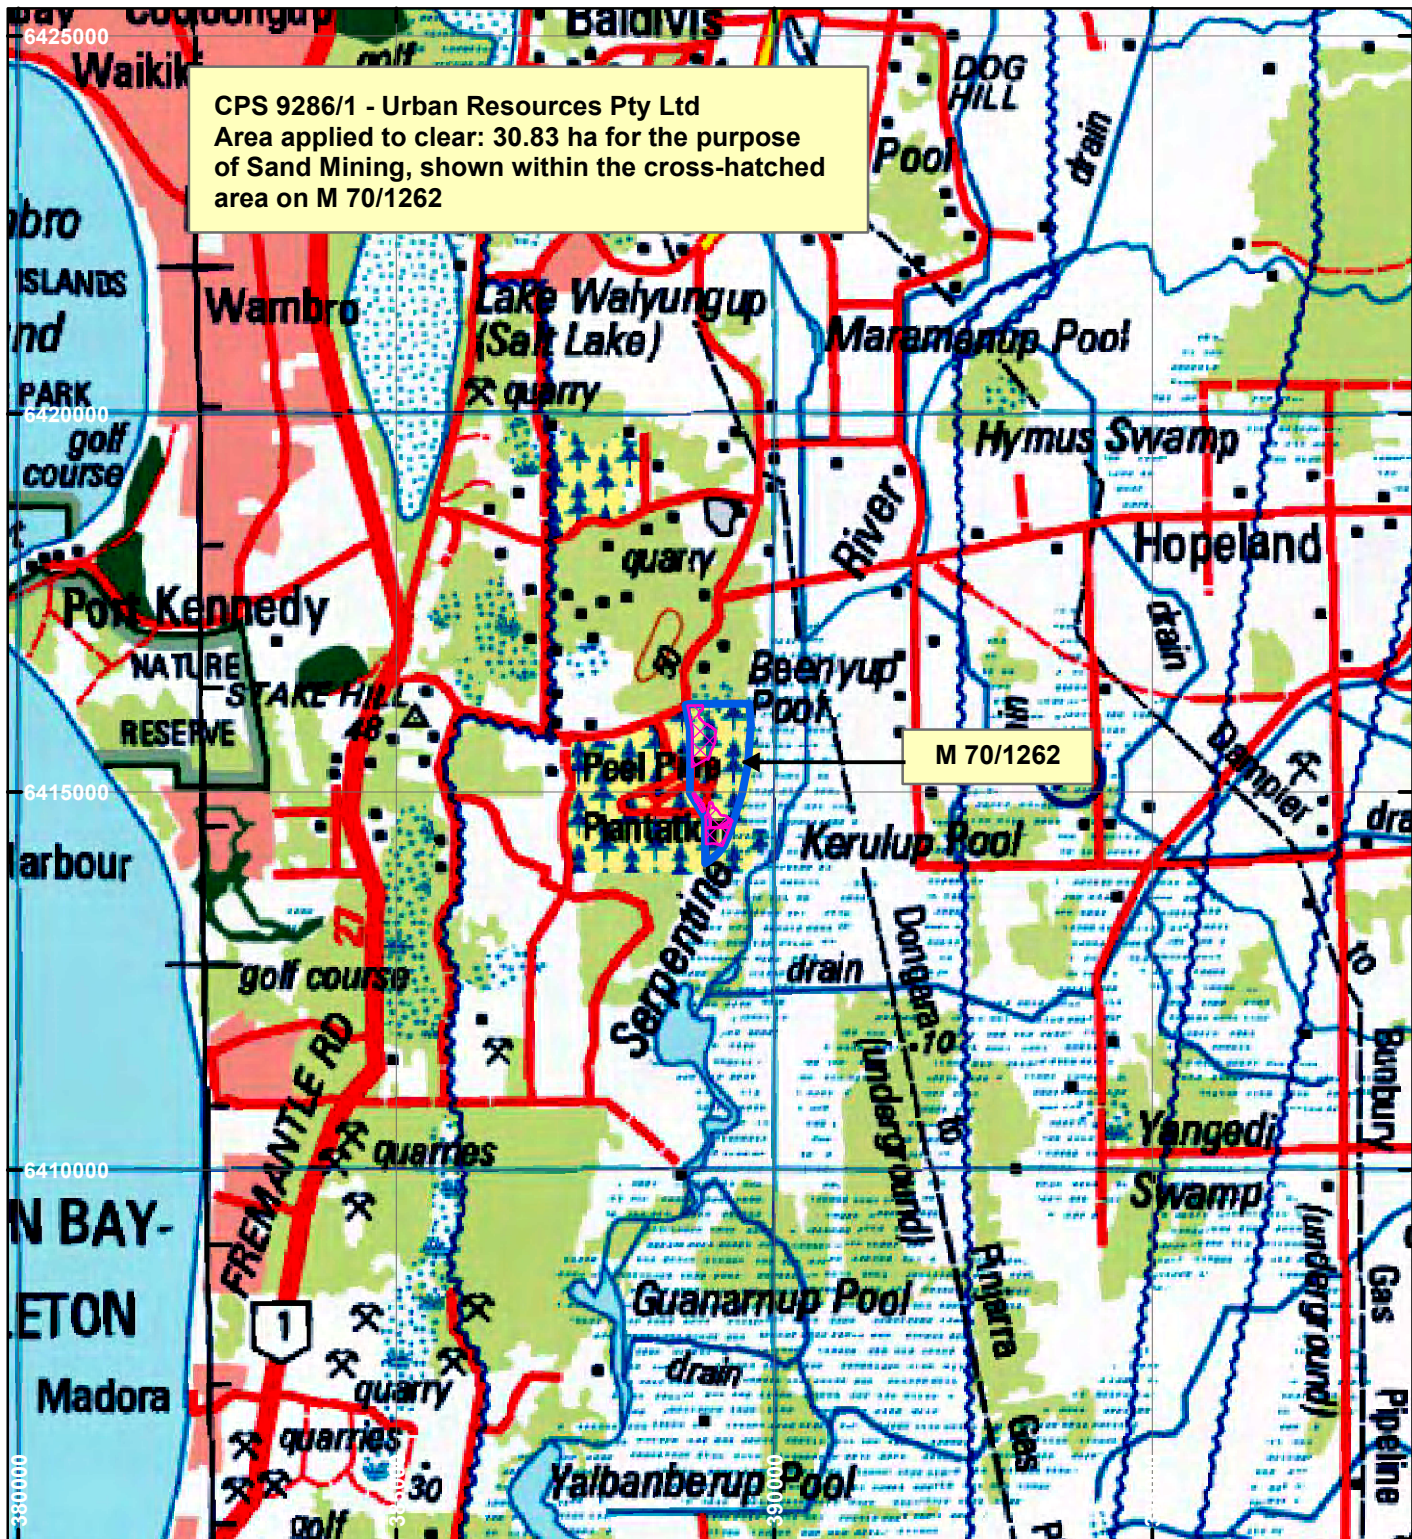 Baldivis
6425000
Waikiki
golf
DOG
HILL
CPS 9286/1 - Urban Resources Pty Ltd
Area applied to clear: 30.83 ha for the purpose
of Sand Mining, shown within the cross-hatched
area on M 70/1262
Pool
drain
ISLANDS
Wambro
Lake Walyungup
(Salt Lake)
Maramanup Pool
PARK
quarry
6420000
golf
course
Hymus Swamp
River
Hopeland
quarry
Port Kennedy
drain
50
NATURE
RESERVE
STAKE HILL
48
Beenyup
Pool
M 70/1262
Dampier
Peel Pine
Plantation
6415000
Kerulup Pool
Serpentine
27
golf course
drain
Dongara
(underground)
to
Pinjarra
Gas
10
to
Bunbury
Gas
Pipeline
(underground)
FREMANTLE RD
quarries
6410000
Yangedi
Swamp
N BAY-
Guanarnup Pool
1
drain
Madora
quarry
quarries
30
Yalbanberup Pool
golf
380000
390000